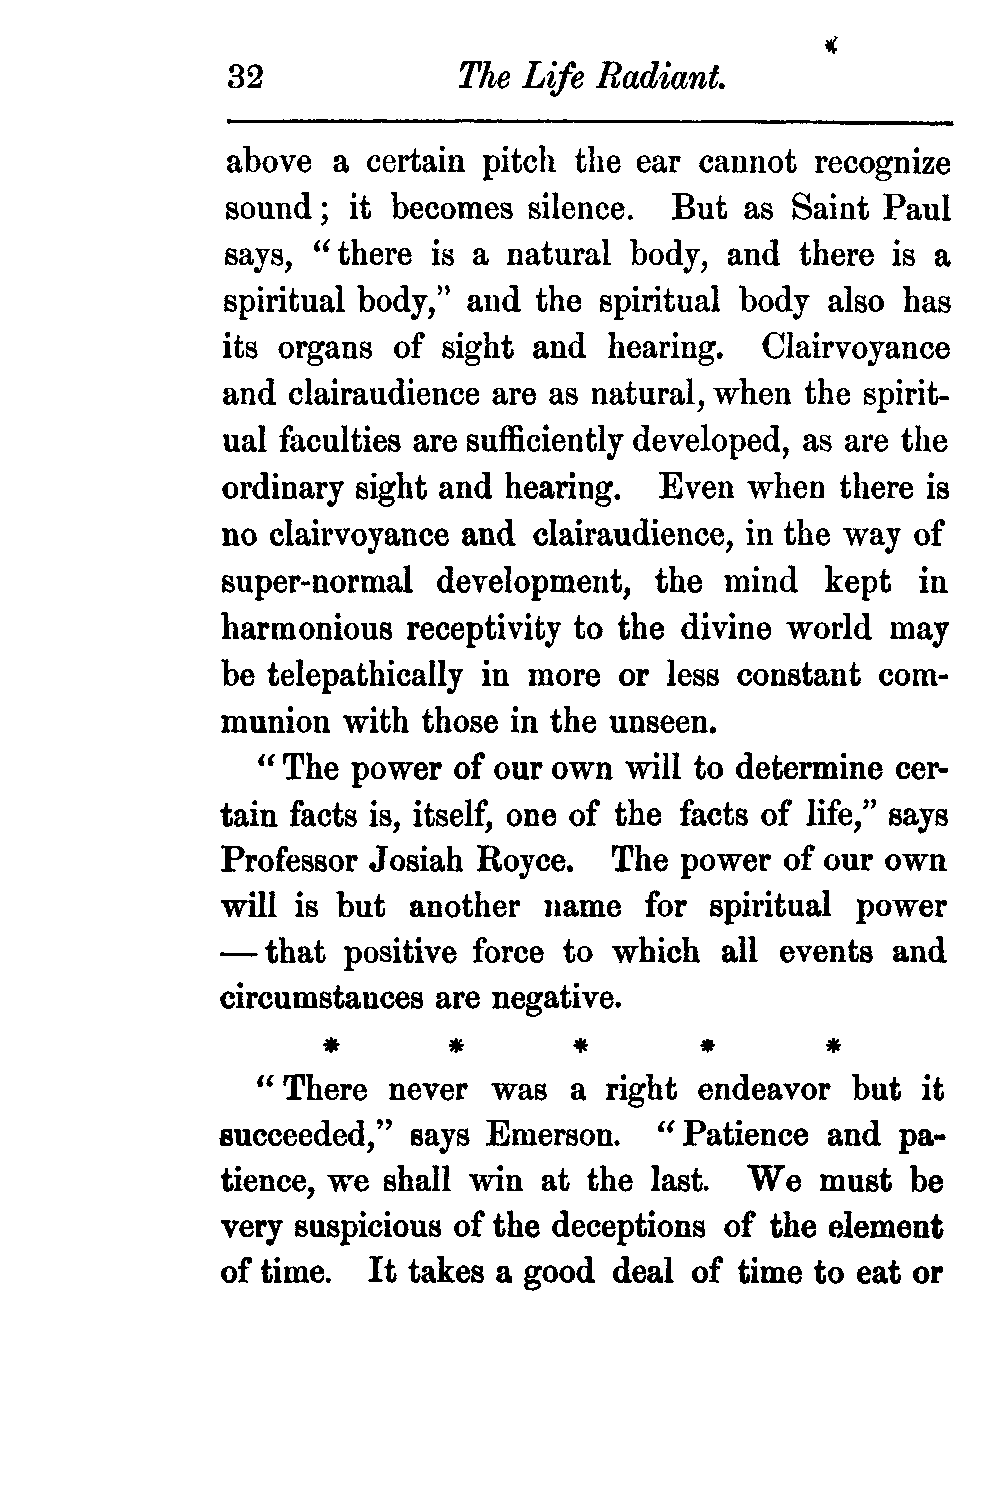 32 The Life Radiant.
above a certain pitch the ear cannot recognize
sound; it becomes silence. But as Saint Paul
says, "there is a natural body, and there is a
spiritual body," and the spiritual body also has
its organs of sight and hearing. Clairvoyance
and clairaudience are as natural, when the spirit-
ual faculties are sufficiently developed, as are the
ordinary sight and hearing. Even when there is
no clairvoyance and clairaudience, in the way of
super-normal development, the mind kept in
harmonious receptivity to the divine world may
be telepathically in more or less constant com-
munion with those in the unseen.
"The power of our own will to determine cer-
tain facts is, itself, one of the facts of life," says
Professor Josiah Royce. The power of our own
will is but another name for spiritual power
— that positive force to which all events and
circumstances are negative.
* * * * *
"There never was a right endeavor but it
succeeded," says Emerson. "Patience and pa-
tience, we shall win at the last. We must be
very suspicious of the deceptions of the element
of time. It takes a good deal of time to eat or